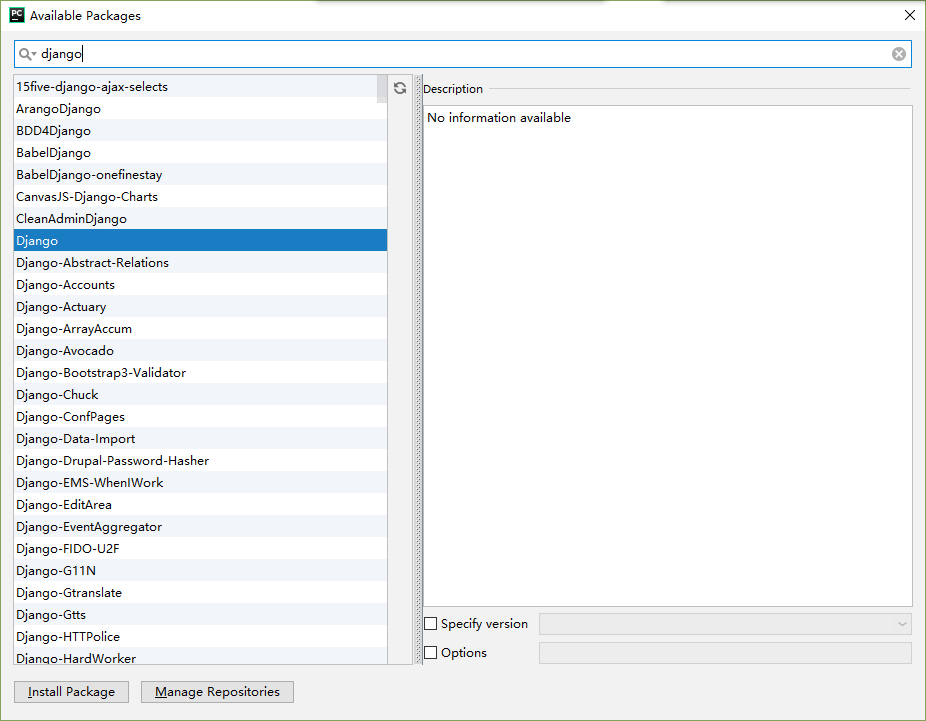 PC
Available Packages
django
15five-django-ajax-selects
ArangoDjango
BDD4Django
BabelDjango
BabelDjango-onefinestay
CanvasJS-Django-Charts
CleanAdminDjango
Django
Django-Abstract-Relations
Django-Accounts
Django-Actuary
Django-ArrayAccum
Django-Avocado
Django-Bootstrap3-Validator
Django-Chuck
Django-ConfPages
Django-Data-Import
Django-Drupal-Password-Hasher
Django-EMS-WhenIWork
Django-EditArea
Django-EventAggregator
Django-FIDO-U2F
Django-G11N
Django-Gtranslate
Django-Gtts
Django-HTTPolice
Django-HardWorker
Description
No information available
Specify version
Options
Install Package
Manage Repositories